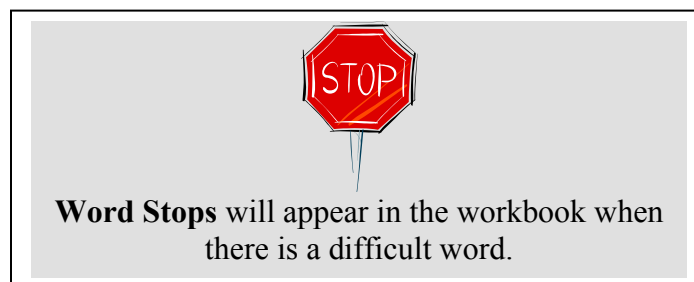 STOP
Word Stops will appear in the workbook when
there is a difficult word.